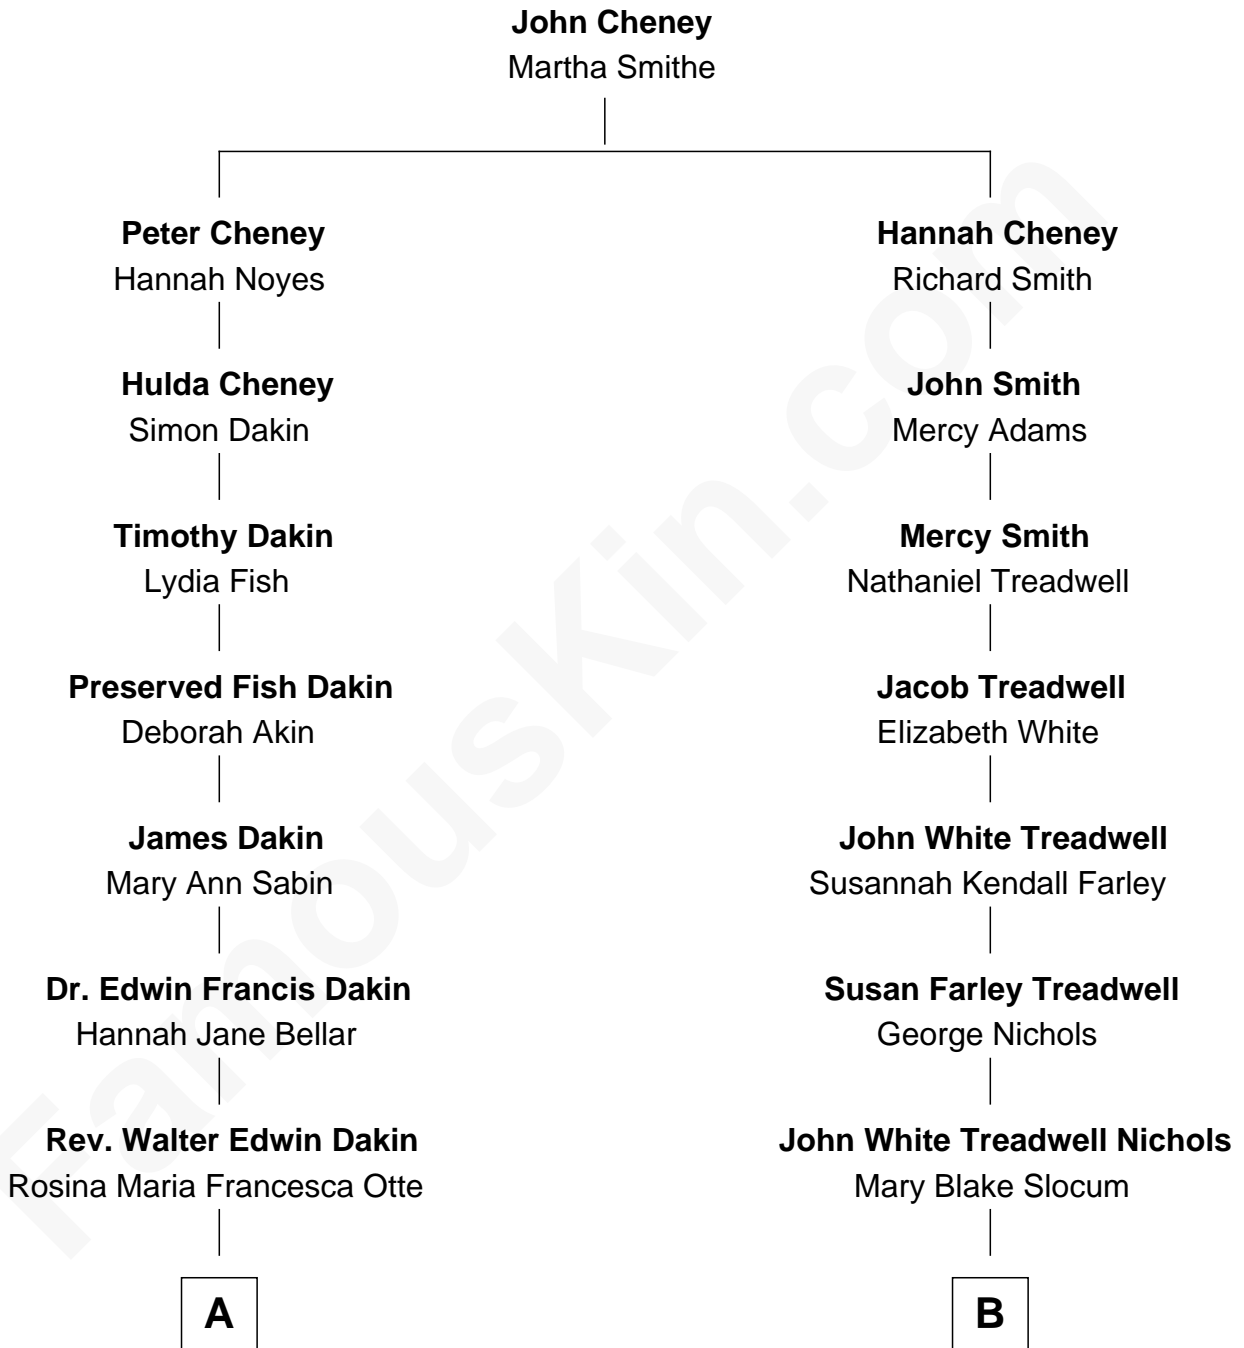 John Cheney
Martha Smithe
Peter Cheney
Hannah Noyes
Hannah Cheney
Richard Smith
Hulda Cheney
Simon Dakin
John Smith
Mercy Adams
Timothy Dakin
Lydia Fish
Mercy Smith
Nathaniel Treadwell
Preserved Fish Dakin
Deborah Akin
Jacob Treadwell
Elizabeth White
James Dakin
Mary Ann Sabin
John White Treadwell
Susannah Kendall Farley
Dr. Edwin Francis Dakin
Hannah Jane Bellar
Susan Farley Treadwell
George Nichols
Rev. Walter Edwin Dakin
Rosina Maria Francesca Otte
John White Treadwell Nichols
Mary Blake Slocum
A
B
FamousKin.com